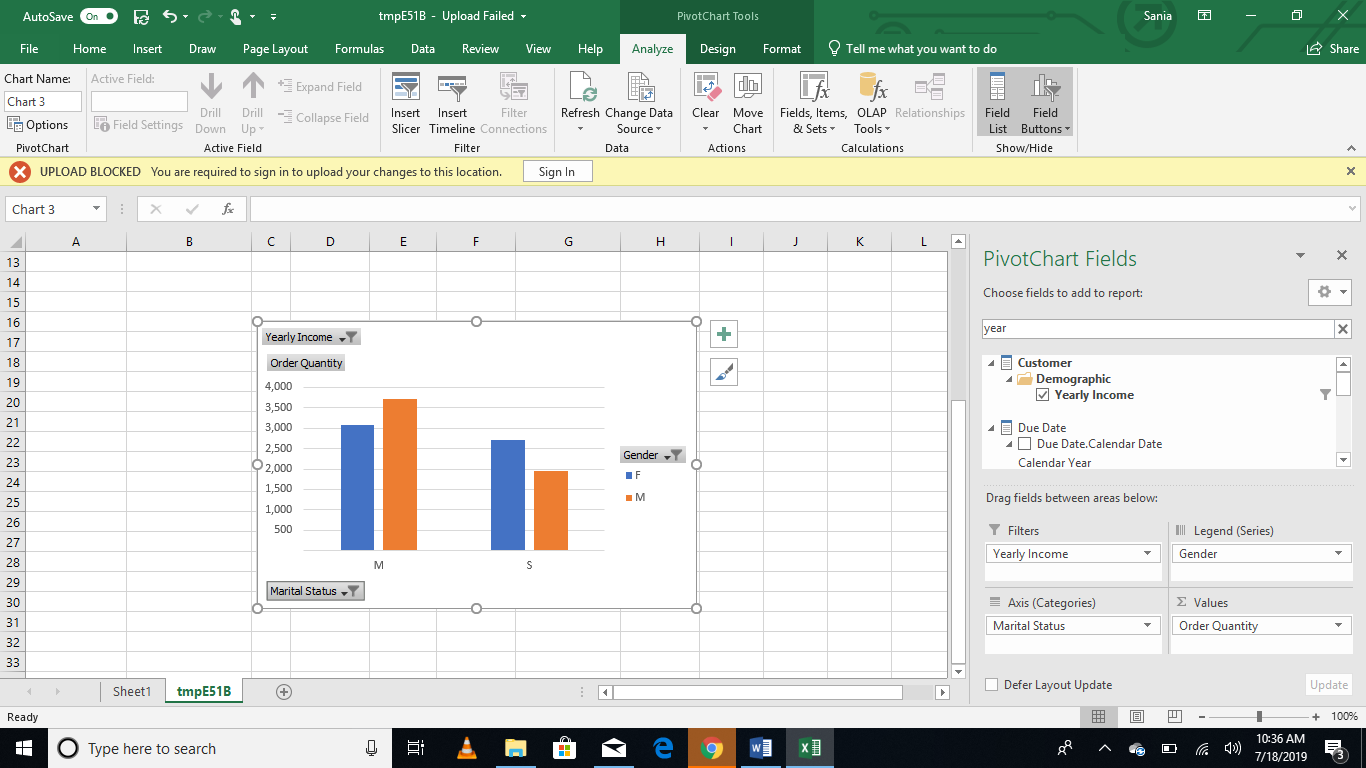 AutoSave On tmpE51B - Upload Failed PivotChart Tools Sania
File Home Insert Draw Page Layout Formulas Data Review View Help Analyze Design Format Tell me what you want to do Share
Chart Name:
Chart 3
Options
PivotChart
Active Field:
Field Settings
Drill Down
Drill Up
Expand Field
Collapse Field
Active Field
Insert Slicer
Insert Timeline
Filter Connections
Filter
Refresh
Change Data Source
Data
Clear
Move Chart
Actions
Fields, Items, & Sets
OLAP Tools
Relationships
Calculations
Field List
Field Buttons
Show/Hide
UPLOAD BLOCKED You are required to sign in to upload your changes to this location. Sign In
Chart 3 fx
A B C D E F G H I J K L
13
14
15
16
17
18
19
20
21
22
23
24
25
26
27
28
29
30
31
32
33
Yearly Income
Order Quantity
4,000
3,500
3,000
2,500
2,000
1,500
1,000
500
M S
Marital Status
Gender
F
M
PivotChart Fields
Choose fields to add to report:
year
Customer
Demographic
Yearly Income
Due Date
Due Date.Calendar Date
Calendar Year
Drag fields between areas below:
Filters
Yearly Income
Legend (Series)
Gender
Axis (Categories)
Marital Status
Σ Values
Order Quantity
Defer Layout Update Update
Sheet1 tmpE51B
Ready 100%
Type here to search
10:36 AM
7/18/2019
3